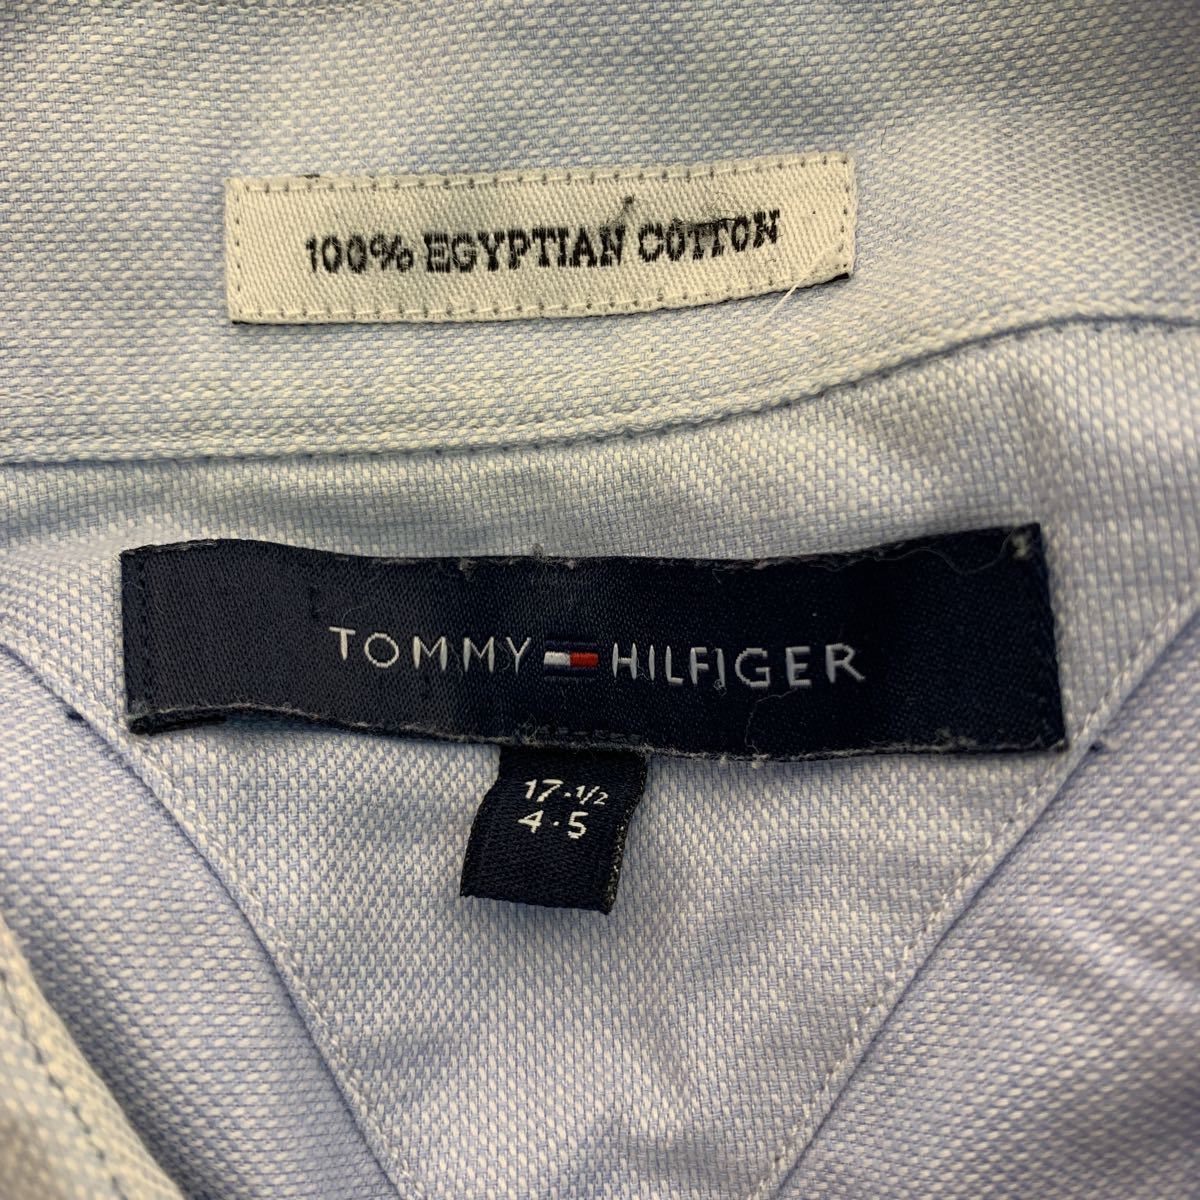 100% EGYPTIAN COTTON
TOMMY HILFIGER
17-1/2
4-5